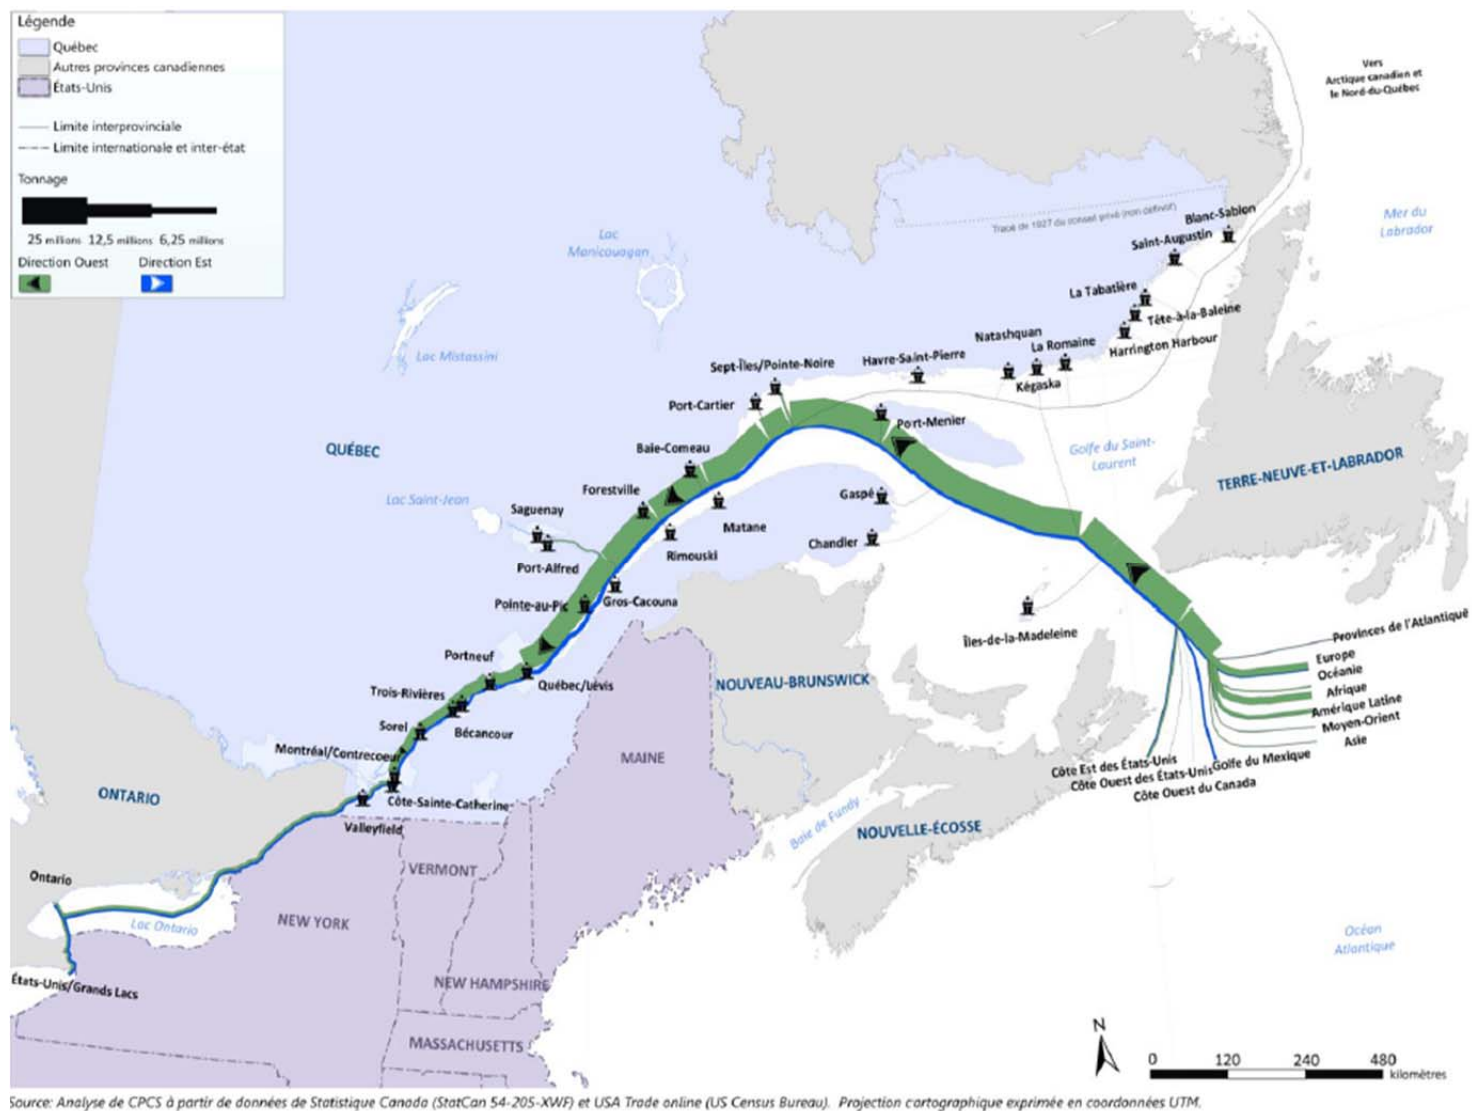 Légende
Québec
Autres provinces canadiennes
États-Unis
Limite interprovinciale
Limite internationale et inter-état
Tonnage
25 millions 12,5 millions 6,25 millions
Direction Ouest Direction Est
Vers
Arctique canadien et
le Nord-du-Québec
Mer du
Labrador
Tracé de 1927 du conseil privé (non définitif)
Blanc-Sablon
Saint-Augustin
La Tabatière
Tête-à-la-Baleine
Harrington Harbour
Natashquan
La Romaine
Kégaska
Havre-Saint-Pierre
Sept-Îles/Pointe-Noire
Port-Cartier
Port-Menier
Lac
Manicouagan
Lac Mistassini
QUÉBEC
Lac Saint-Jean
Baie-Comeau
Forestville
Saguenay
Port-Alfred
Matane
Rimouski
Gaspé
Chandler
Golfe du Saint-
Laurent
TERRE-NEUVE-ET-LABRADOR
Pointe-au-Pic
Gros-Cacouna
Îles-de-la-Madeleine
Portneuf
Québec/Lévis
Trois-Rivières
Bécancour
Sorel
Montréal/Contrecoeur
Côte-Sainte-Catherine
Valleyfield
NOUVEAU-BRUNSWICK
MAINE
Provinces de l'Atlantique
Europe
Océanie
Afrique
Amérique Latine
Moyen-Orient
Asie
Côte Est des États-Unis
Golfe du Mexique
Côte Ouest des États-Unis
Côte Ouest du Canada
ONTARIO
Baie de Fundy
NOUVELLE-ÉCOSSE
VERMONT
Ontario
Lac Ontario
NEW YORK
États-Unis/Grands Lacs
NEW HAMPSHIRE
MASSACHUSETTS
Océan
Atlantique
N
0 120 240 480
kilomètres
Source: Analyse de CPCS à partir de données de Statistique Canada (StatCan 54-205-XWF) et USA Trade online (US Census Bureau). Projection cartographique exprimée en coordonnées UTM.